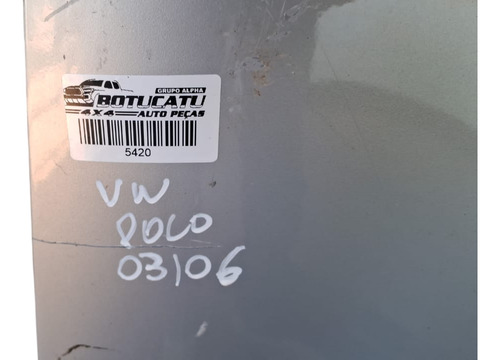 GRUPO ALPHA
BOTUCATU
4X4 AUTO PEÇAS
5420
VW
POLO
03/06